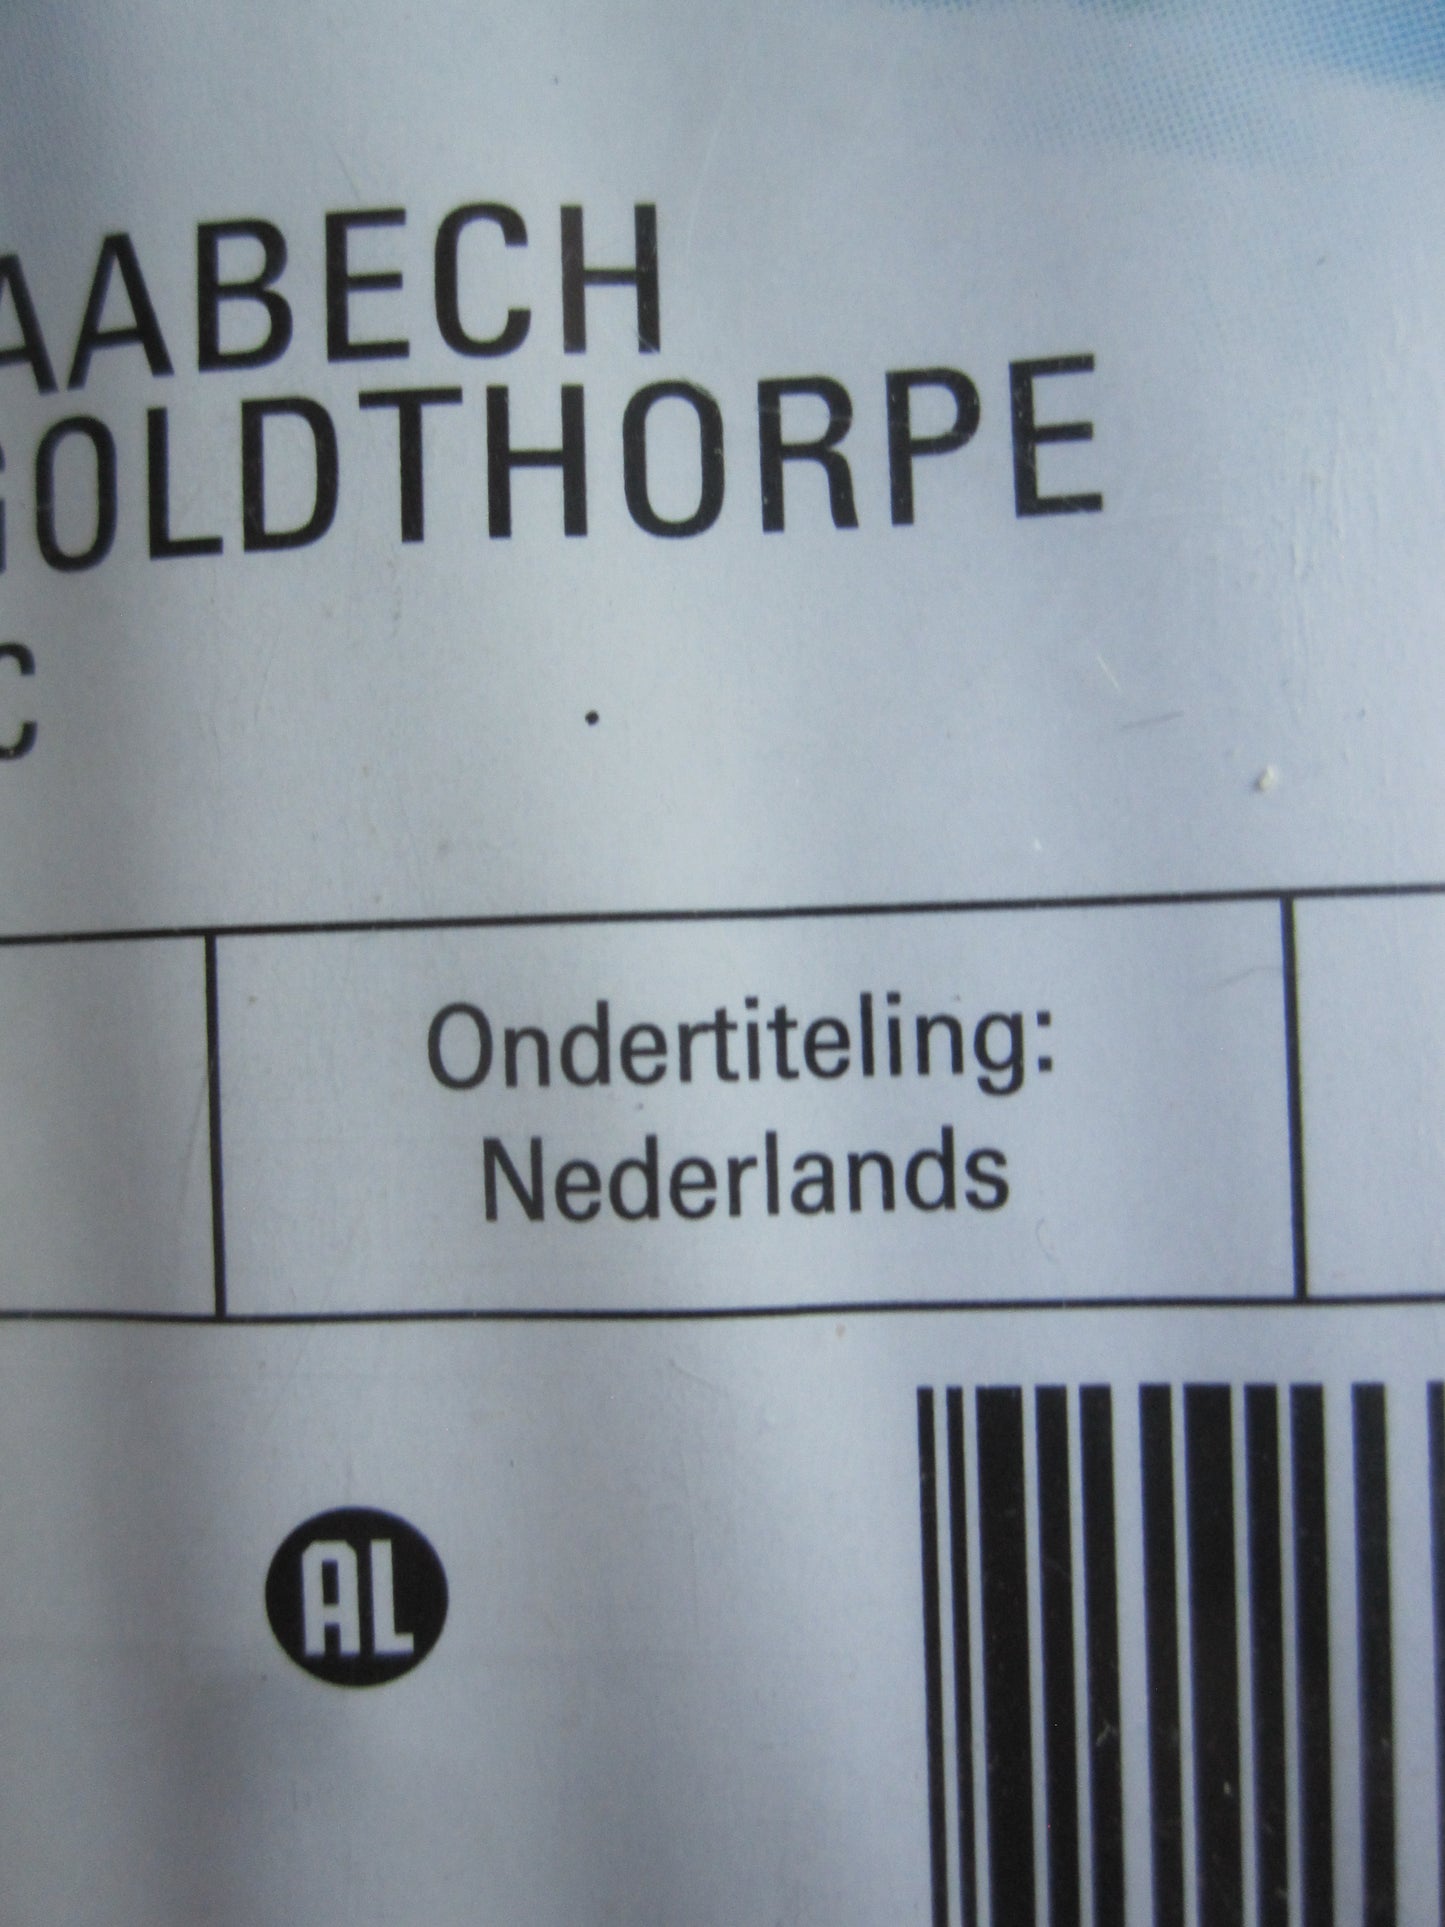 AABECH
GOLDTHORPE
C
Ondertiteling:
Nederlands
AL